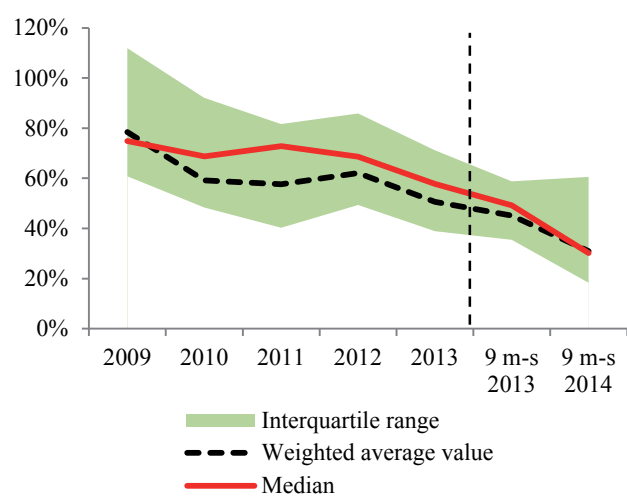 120%
100%
80%
60%
40%
20%
0%
2009 2010 2011 2012 2013 9 m-s 9 m-s
2013 2014
Interquartile range
Weighted average value
Median